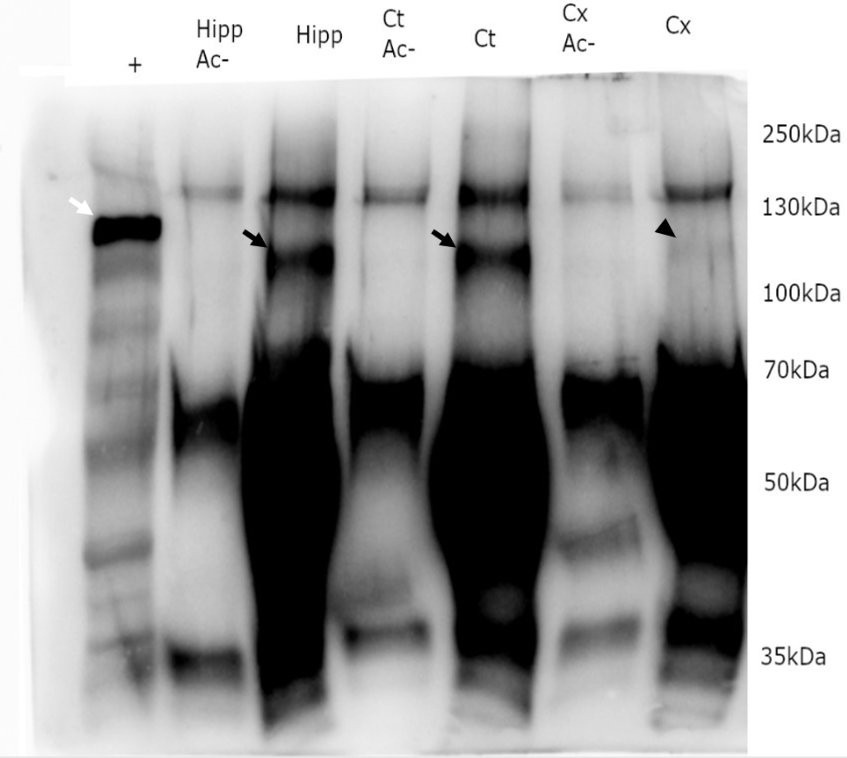 +
Hipp
Ac-
Hipp
Ct
Ac-
Ct
Cx
Ac-
Cx
250kDa
130kDa
100kDa
70kDa
50kDa
35kDa